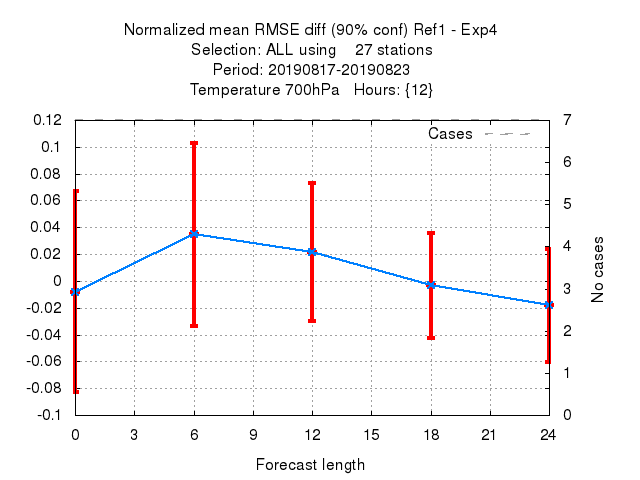 Normalized mean RMSE diff (90% conf) Ref1 - Exp4
Selection: ALL using 27 stations
Period: 20190817-20190823
Temperature 700hPa Hours: {12}
Cases
0.12
0.1
0.08
0.06
0.04
0.02
0
-0.02
-0.04
-0.06
-0.08
-0.1
7
6
5
4
3
2
1
0
No cases
0 3 6 9 12 15 18 21 24
Forecast length